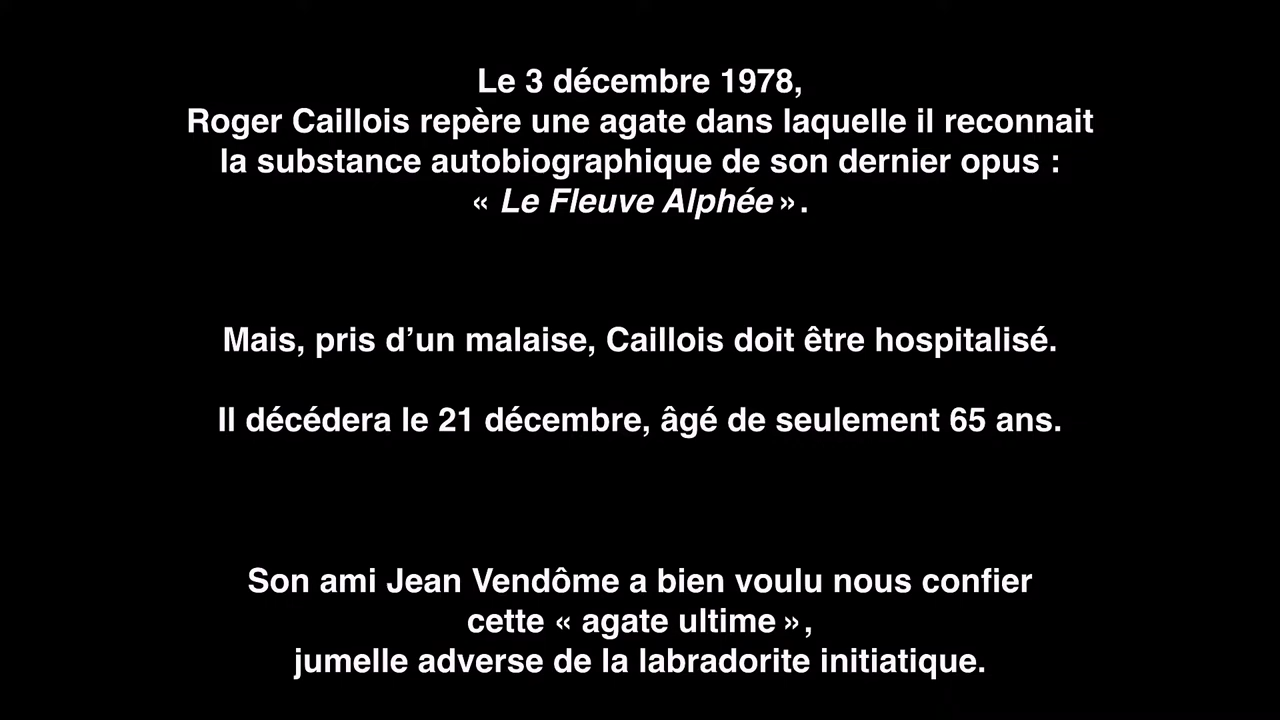 Le 3 décembre 1978,
Roger Caillois repère une agate dans laquelle il reconnait
la substance autobiographique de son dernier opus :
« Le Fleuve Alphée ».
Mais, pris d’un malaise, Caillois doit être hospitalisé.
Il décédera le 21 décembre, âgé de seulement 65 ans.
Son ami Jean Vendôme a bien voulu nous confier
cette « agate ultime »,
jumelle adverse de la labradorite initiatique.